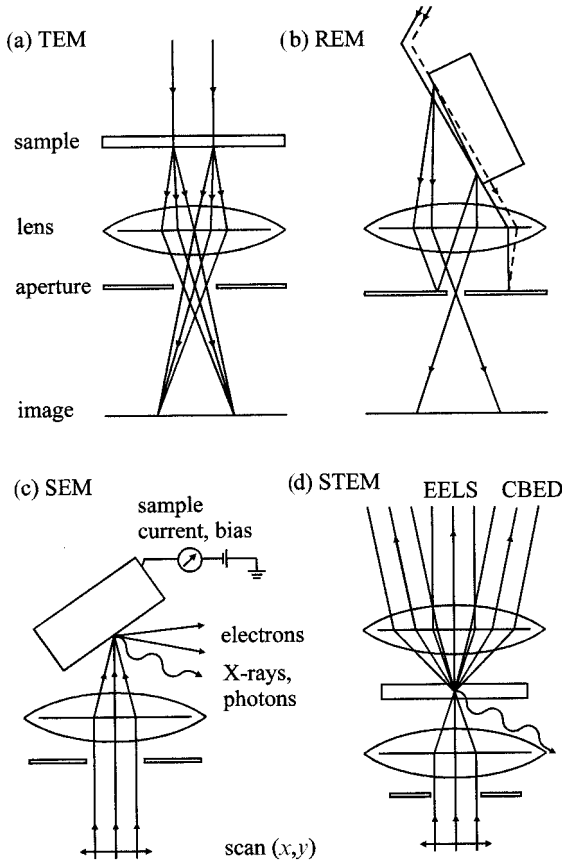 (a) TEM
(b) REM
sample
lens
aperture
image
(c) SEM
sample
current, bias
electrons
X-rays,
photons
(d) STEM
EELS
CBED
scan (x,y)